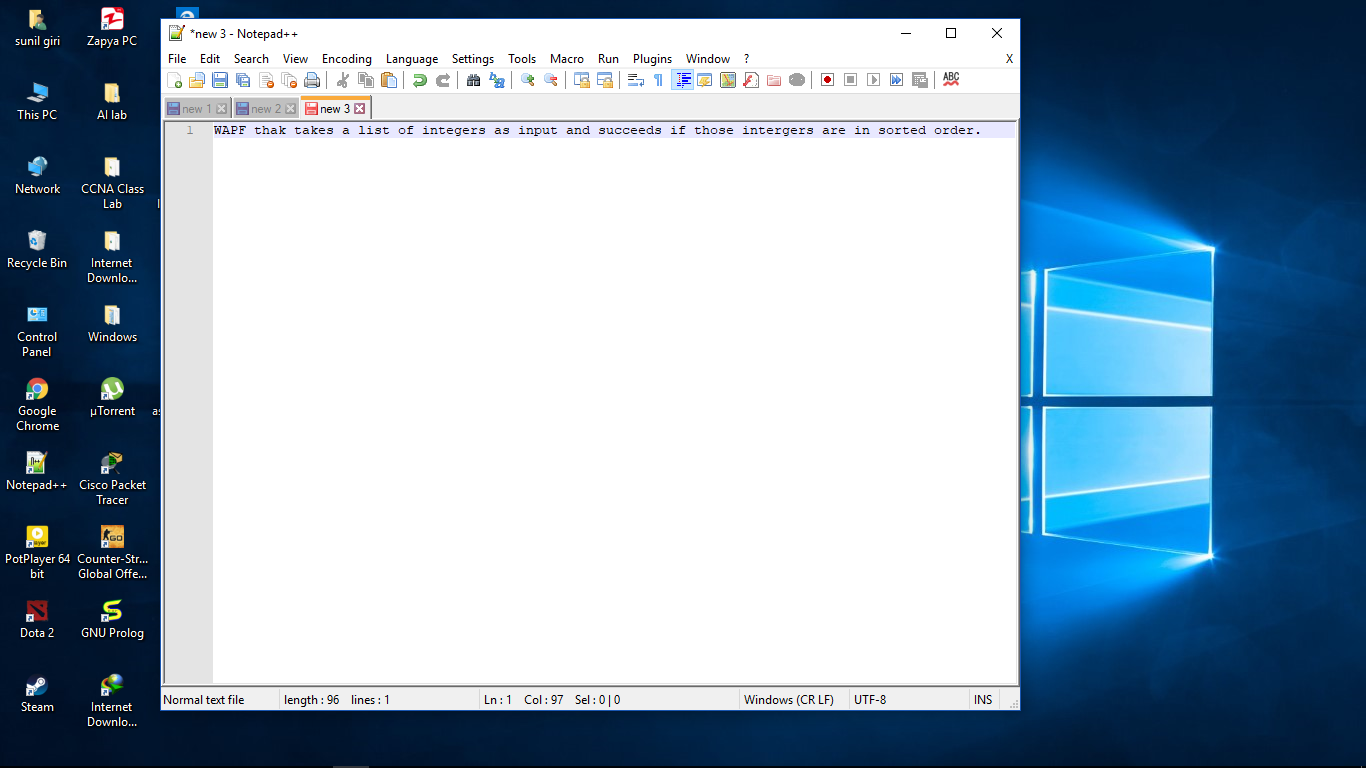 sunil giri
Zapya PC
This PC
AI lab
Network
CCNA Class
Lab
Recycle Bin
Internet
Downlo...
Control
Panel
Windows
Google
Chrome
µTorrent
Notepad++
Cisco Packet
Tracer
PotPlayer 64
bit
Counter-Str...
Global Offe...
Dota 2
GNU Prolog
Steam
Internet
Downlo...
*new 3 - Notepad++
File Edit Search View Encoding Language Settings Tools Macro Run Plugins Window ? X
ABC
new 1 new 2 new 3
1 WAPF thak takes a list of integers as input and succeeds if those intergers are in sorted order.
Normal text file length : 96 lines : 1 Ln : 1 Col : 97 Sel : 0 | 0 Windows (CR LF) UTF-8 INS